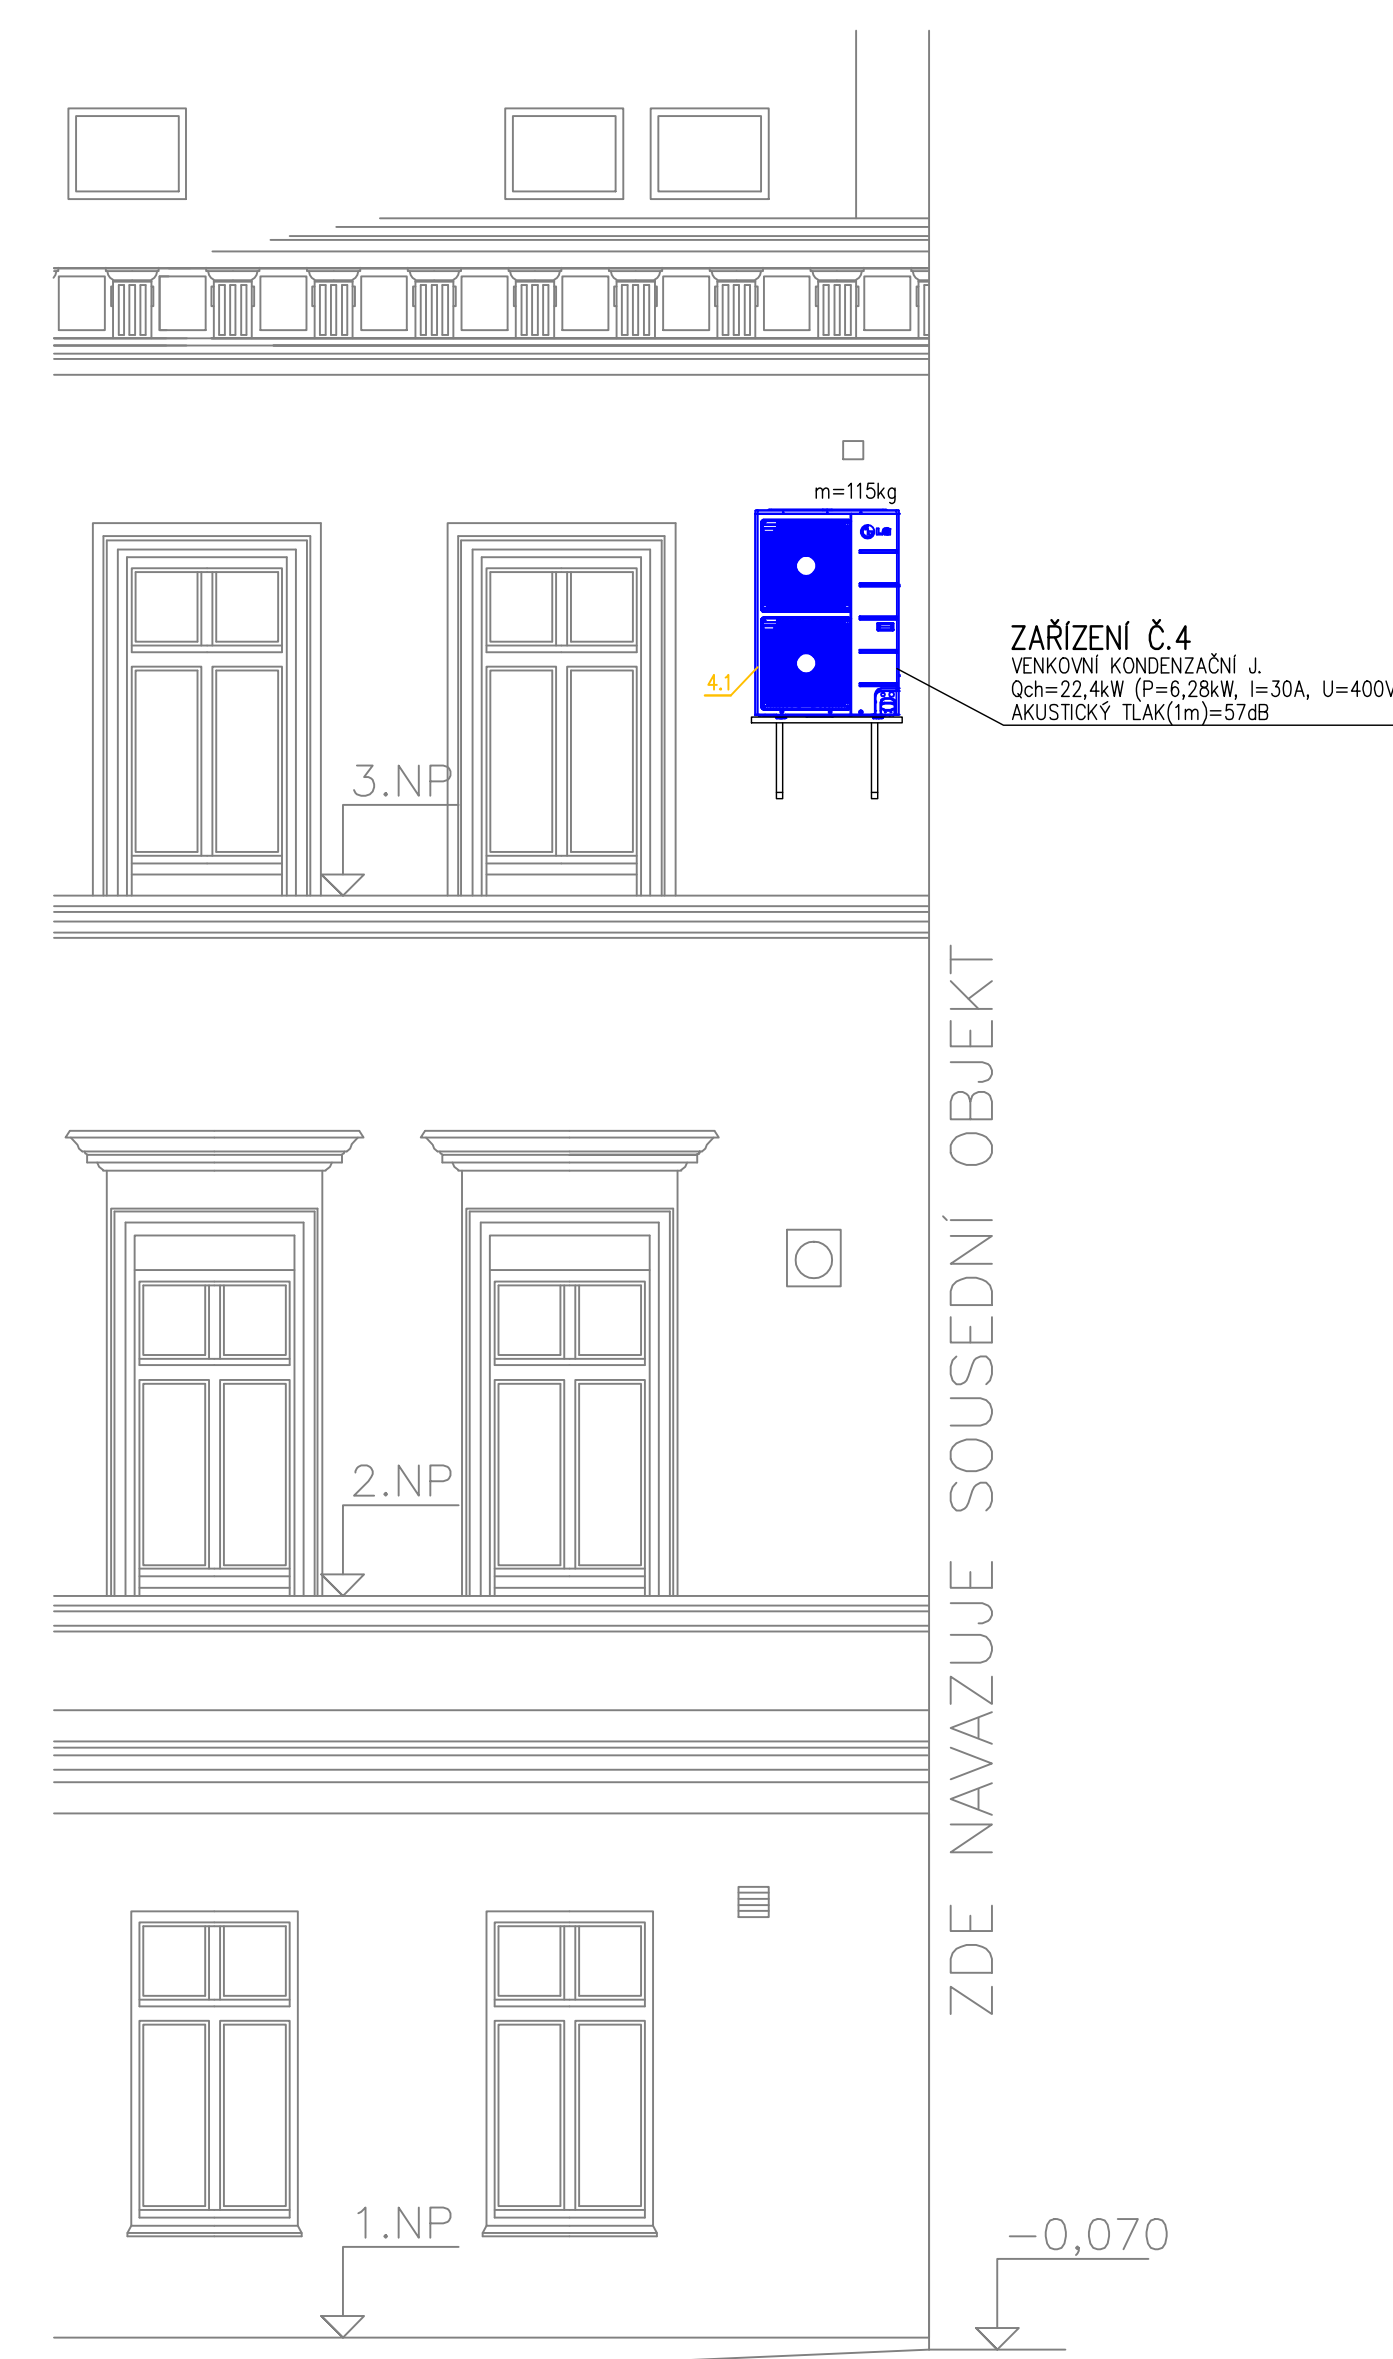 m=115kg
LG
ZAŘÍZENÍ Č.4
VENKOVNÍ KONDENZAČNÍ J.
Qch=22,4kW (P=6,28kW, I=30A, U=400V
AKUSTICKÝ TLAK(1m)=57dB
4.1
3.NP
ZDE NAVAZUJE SOUSEDNÍ OBJEKT
2.NP
1.NP
-0,070